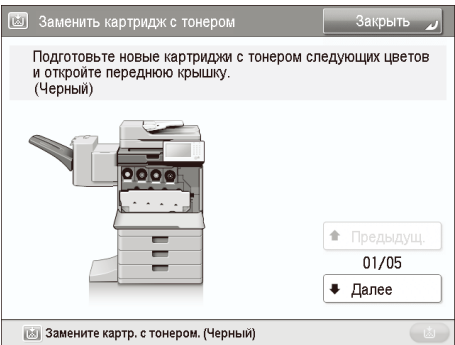 Заменить картридж с тонером
Закрыть
Подготовьте новые картриджи с тонером следующих цветов
и откройте переднюю крышку.
(Черный)
Предыдущ.
01/05
Далее
Замените картр. с тонером. (Черный)